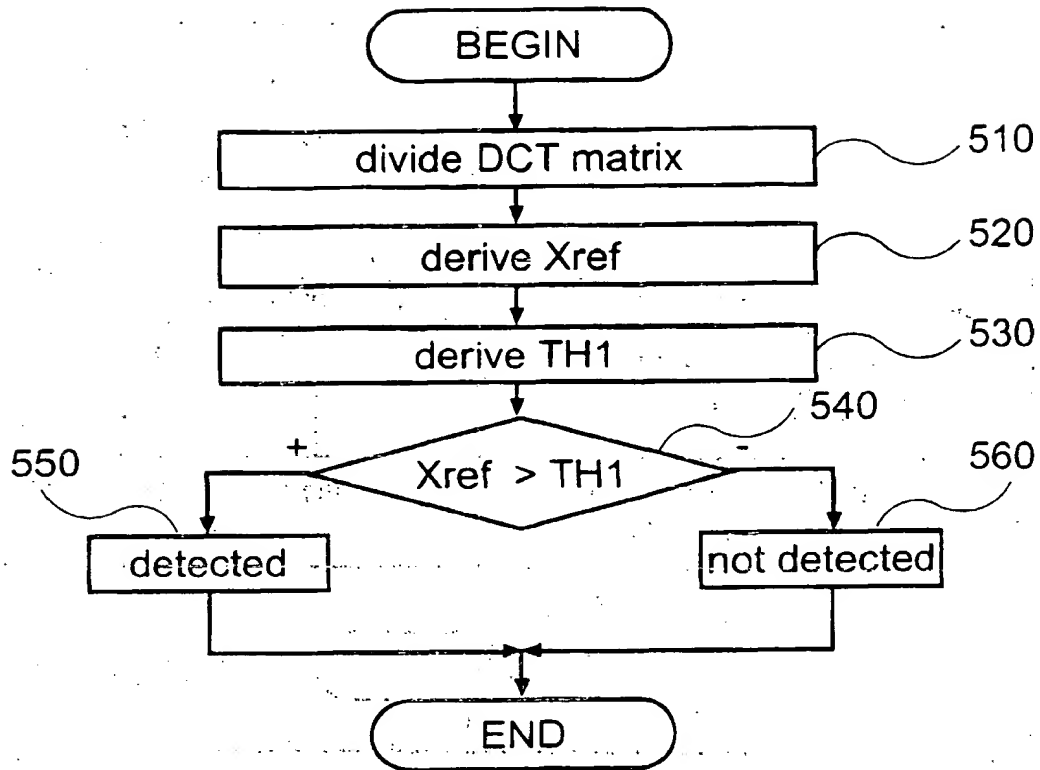 BEGIN
divide DCT matrix
510
derive Xref
520
derive TH1
530
540
+
-
Xref > TH1
550
560
detected
not detected
END